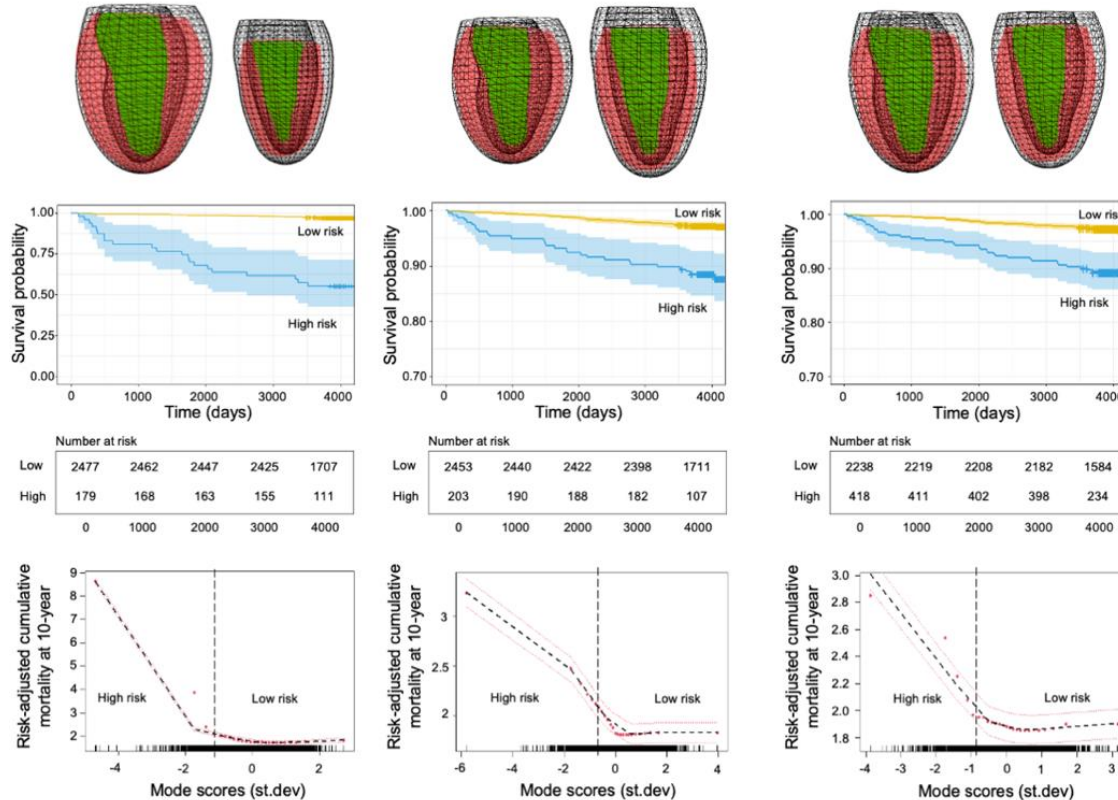 1.00
0.75
0.50
0.25
0.00
Survival probability
Low risk
High risk
0 1000 2000 3000 4000
Time (days)
1.00
0.90
0.80
0.70
Survival probability
Low risk
High risk
0 1000 2000 3000 4000
Time (days)
1.00
0.90
0.80
0.70
Survival probability
Low risk
High risk
0 1000 2000 3000 4000
Time (days)
Number at risk
Low 2477 2462 2447 2425 1707
High 179 168 163 155 111
0 1000 2000 3000 4000
Number at risk
Low 2453 2440 2422 2398 1711
High 203 190 188 182 107
0 1000 2000 3000 4000
Number at risk
Low 2238 2219 2208 2182 1584
High 418 411 402 398 234
0 1000 2000 3000 4000
Risk-adjusted cumulative
mortality at 10-year
9
8
7
6
5
4
3
2
High risk
Low risk
-4 -2 0 2
Mode scores (st.dev)
Risk-adjusted cumulative
mortality at 10-year
3
2.5
2
High risk
Low risk
-6 -4 -2 0 2 4
Mode scores (st.dev)
Risk-adjusted cumulative
mortality at 10-year
3.0
2.8
2.6
2.4
2.2
2.0
1.8
High risk
Low risk
-4 -3 -2 -1 0 1 2 3
Mode scores (st.dev)